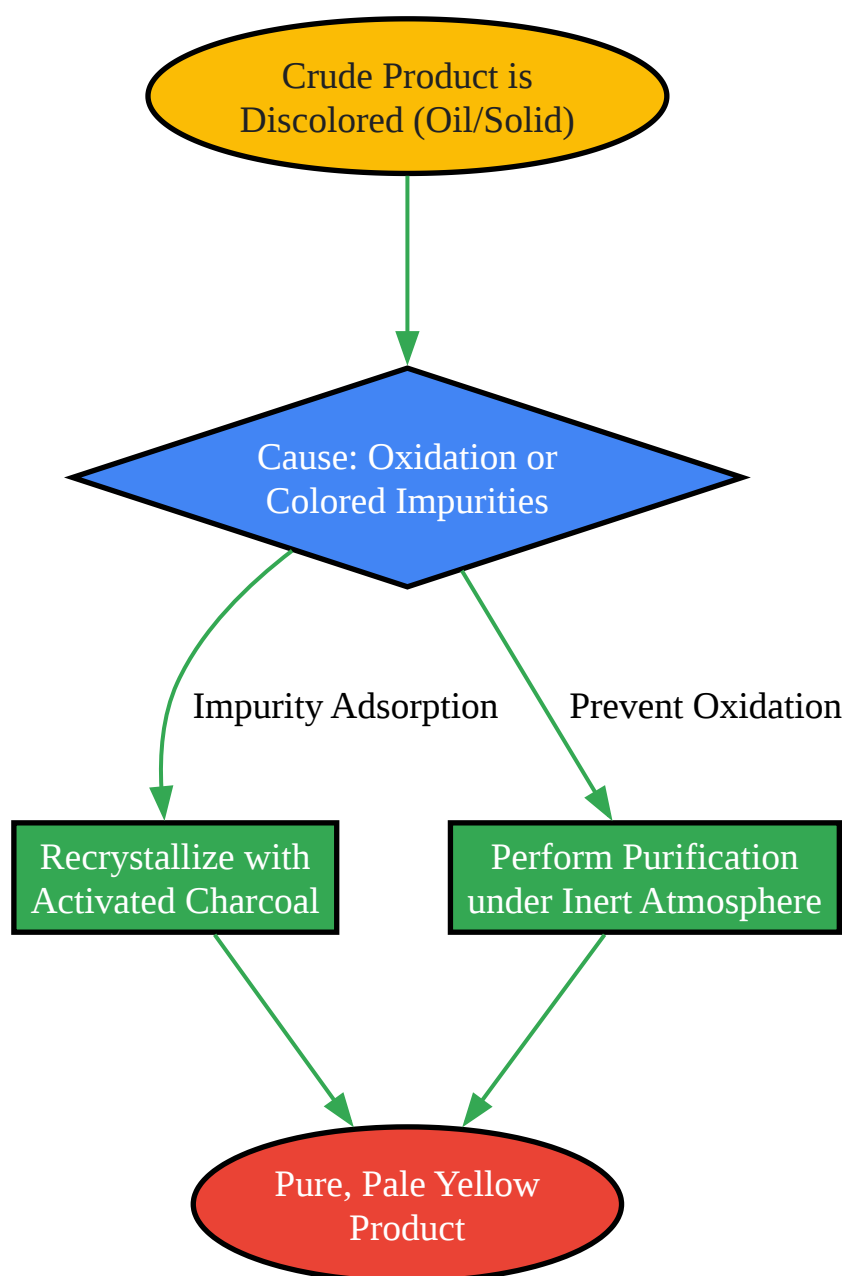 Crude Product is
Discolored (Oil/Solid)
Cause: Oxidation or
Colored Impurities
Impurity Adsorption
Prevent Oxidation
Recrystallize with
Activated Charcoal
Perform Purification
under Inert Atmosphere
Pure, Pale Yellow
Product